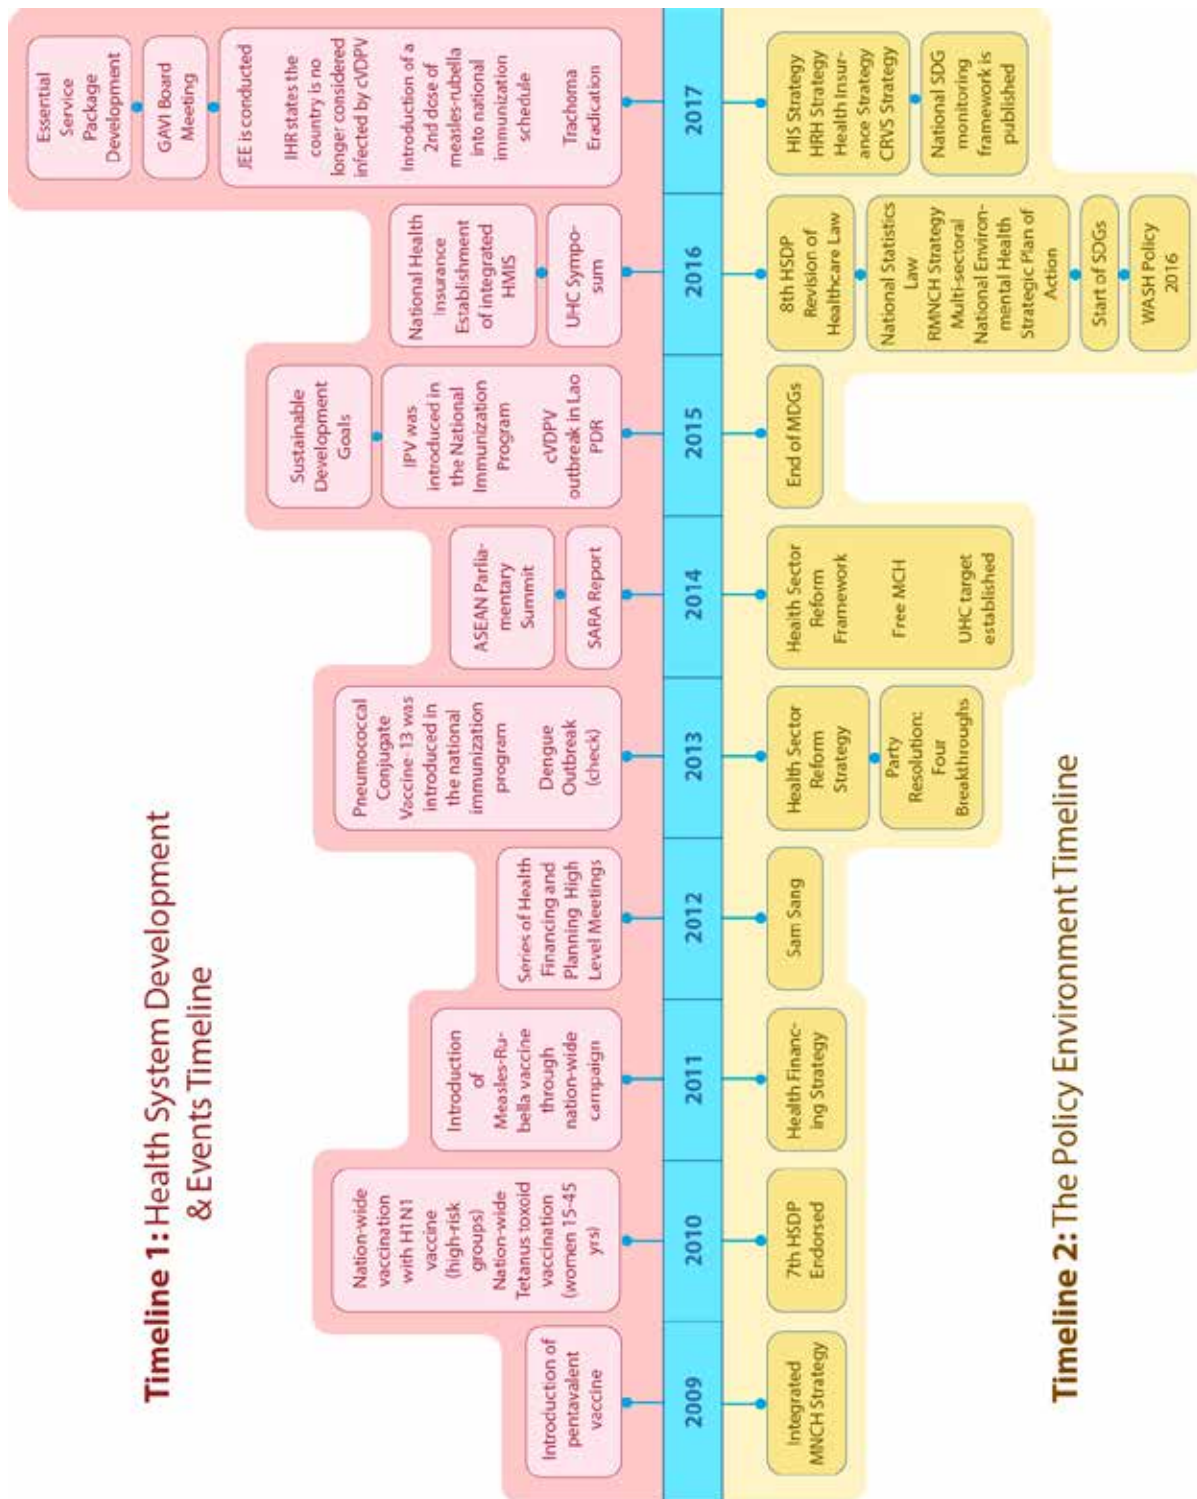 Timeline 1: Health System Development
& Events Timeline
Introduction of
pentavalent
vaccine
Nation-wide
vaccination
with H1N1
vaccine
(high-risk
groups)
Nation-wide
Tetanus toxoid
vaccination
(women 15-45
yrs)
Introduction
of
Measles-Ru-
bella vaccine
through
nation-wide
campaign
Series of Health
Financing and
Planning High
Level Meetings
Pneumococcal
Conjugate
Vaccine- 13 was
introduced in
the national
immunization
program
Dengue
Outbreak
(check)
ASEAN Parlia-
mentary
Summit
SARA Report
Sustainable
Development
Goals
IPV was
introduced in
the National
Immunization
Program
cVDPV
outbreak in Lao
PDR
National Health
Insurance
Establishment
of integrated
HMIS
UHC Sympo-
sum
Essential
Service
Package
Development
GAVI Board
Meeting
JEE is conducted
IHR states the
country is no
longer considered
infected by cVDPV
Introduction of a
2nd dose of
measles-rubella
into national
immunization
schedule
Trachoma
Eradication
2009
2010
2011
2012
2013
2014
2015
2016
2017
Integrated
MNCH Strategy
7th HSDP
Endorsed
Health Financ-
ing Strategy
Sam Sang
Health Sector
Reform
Strategy
Party
Resolution:
Four
Breakthroughs
Health Sector
Reform
Framework
Free MCH
UHC target
established
End of MDGs
8th HSDP
Revision of
Healthcare Law
National Statistics
Law
RMNCH Strategy
Multi-sectoral
National Environ-
mental Health
Strategic Plan of
Action
Start of SDGs
WASH Policy
2016
HIS Strategy
HRH Strategy
Health Insur-
ance Strategy
CRVS Strategy
National SDG
monitoring
framework is
published
Timeline 2: The Policy Environment Timeline